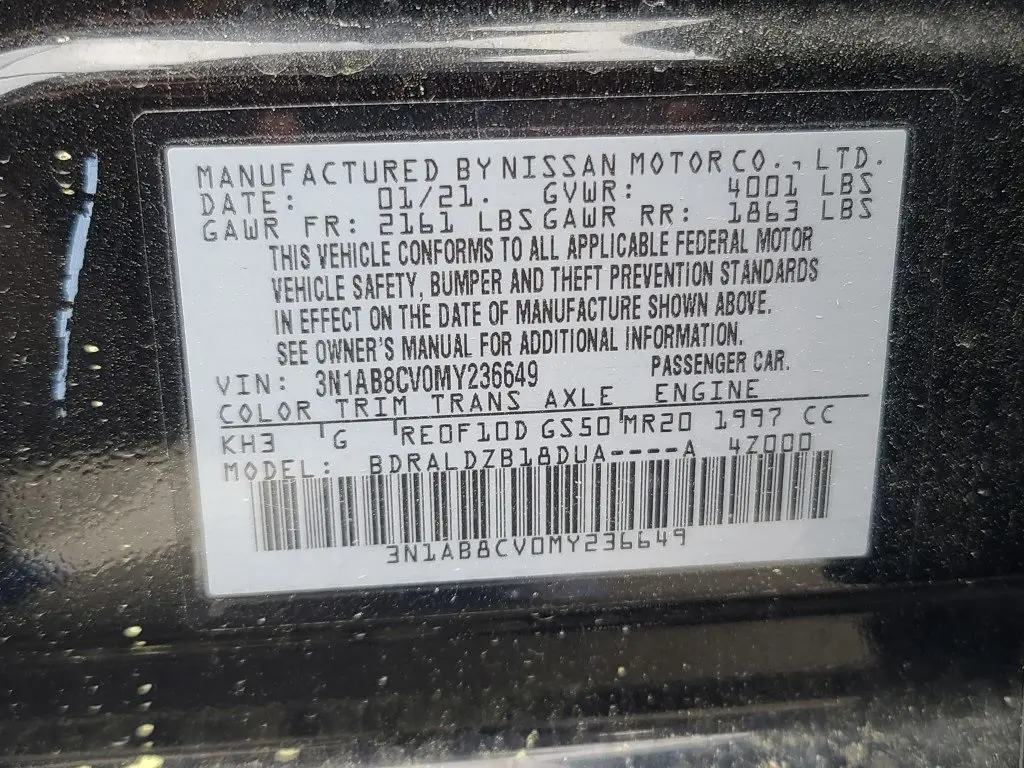 MANUFACTURED BY NISSAN MOTOR CO., LTD.
DATE: 01/21. GVWR: 4001 LBS
GAWR FR: 2161 LBS GAWR RR: 1863 LBS
THIS VEHICLE CONFORMS TO ALL APPLICABLE FEDERAL MOTOR
VEHICLE SAFETY, BUMPER AND THEFT PREVENTION STANDARDS
IN EFFECT ON THE DATE OF MANUFACTURE SHOWN ABOVE.
SEE OWNER'S MANUAL FOR ADDITIONAL INFORMATION.
VIN: 3N1AB8CV0MY236649 PASSENGER CAR.
COLOR TRIM TRANS AXLE ENGINE
KH3 G RE0F10D GS50 MR20 1997 CC
MODEL: BDRALDZB18DUA----A 4Z000
3N1AB8CV0MY236649